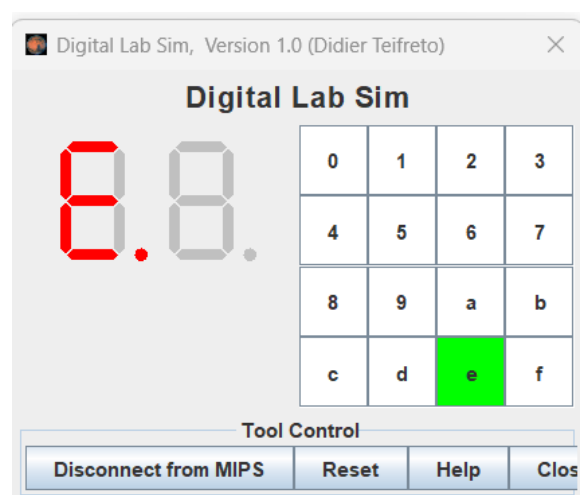 Digital Lab Sim, Version 1.0 (Didier Teifreto)
Digital Lab Sim
E.
0 1 2 3
4 5 6 7
8 9 a b
c d e f
Tool Control
Disconnect from MIPS Reset Help Clos